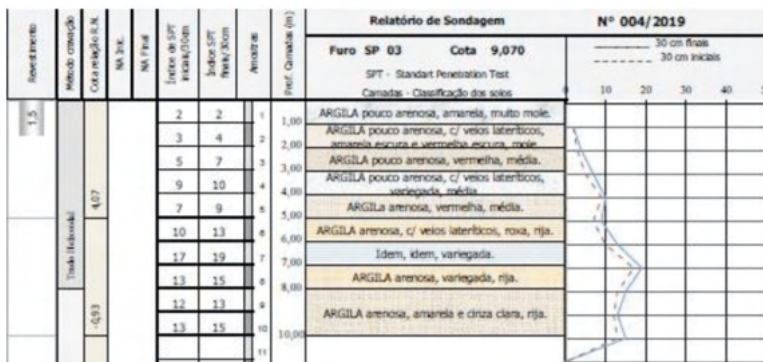 Relatório de Sondagem Nº 004/2019
Furo SP 03 Cota 9,070
SPT - Standart Penetration Test
Camadas - Classificação dos solos
30 cm finais
30 cm iniciais
0 10 20 30 40 50
Revestimento
Método cravação
Cota relação R.N.
NA Inic.
NA Final
Índice de SPT iniciais/30cm
Índice SPT finais/30cm
Amostras
Prof. Camadas (m)
1.5
Trado Helicoidal
4,07
-0,93
2 2 1 1,00 ARGILA pouco arenosa, amarela, muito mole.
3 4 2 2,00 ARGILA pouco arenosa, c/ veios lateríticos,
amarela escura e vermelha escura, mole
5 7 3 ARGILA pouco arenosa, vermelha, média.
9 10 4 4,00 ARGILA pouco arenosa, c/ veios lateríticos,
variegada, média
7 9 5 5,00 ARGILa arenosa, vermelha, média.
10 13 6 6,00 ARGILA arenosa, c/ veios lateríticos, roxa, rija.
17 19 7 7,00 Idem, idem, variegada.
13 15 8 8,00 ARGILA arenosa, variegada, rija.
12 13 9 ARGILA arenosa, amarela e cinza clara, rija.
13 15 10 10,00
11